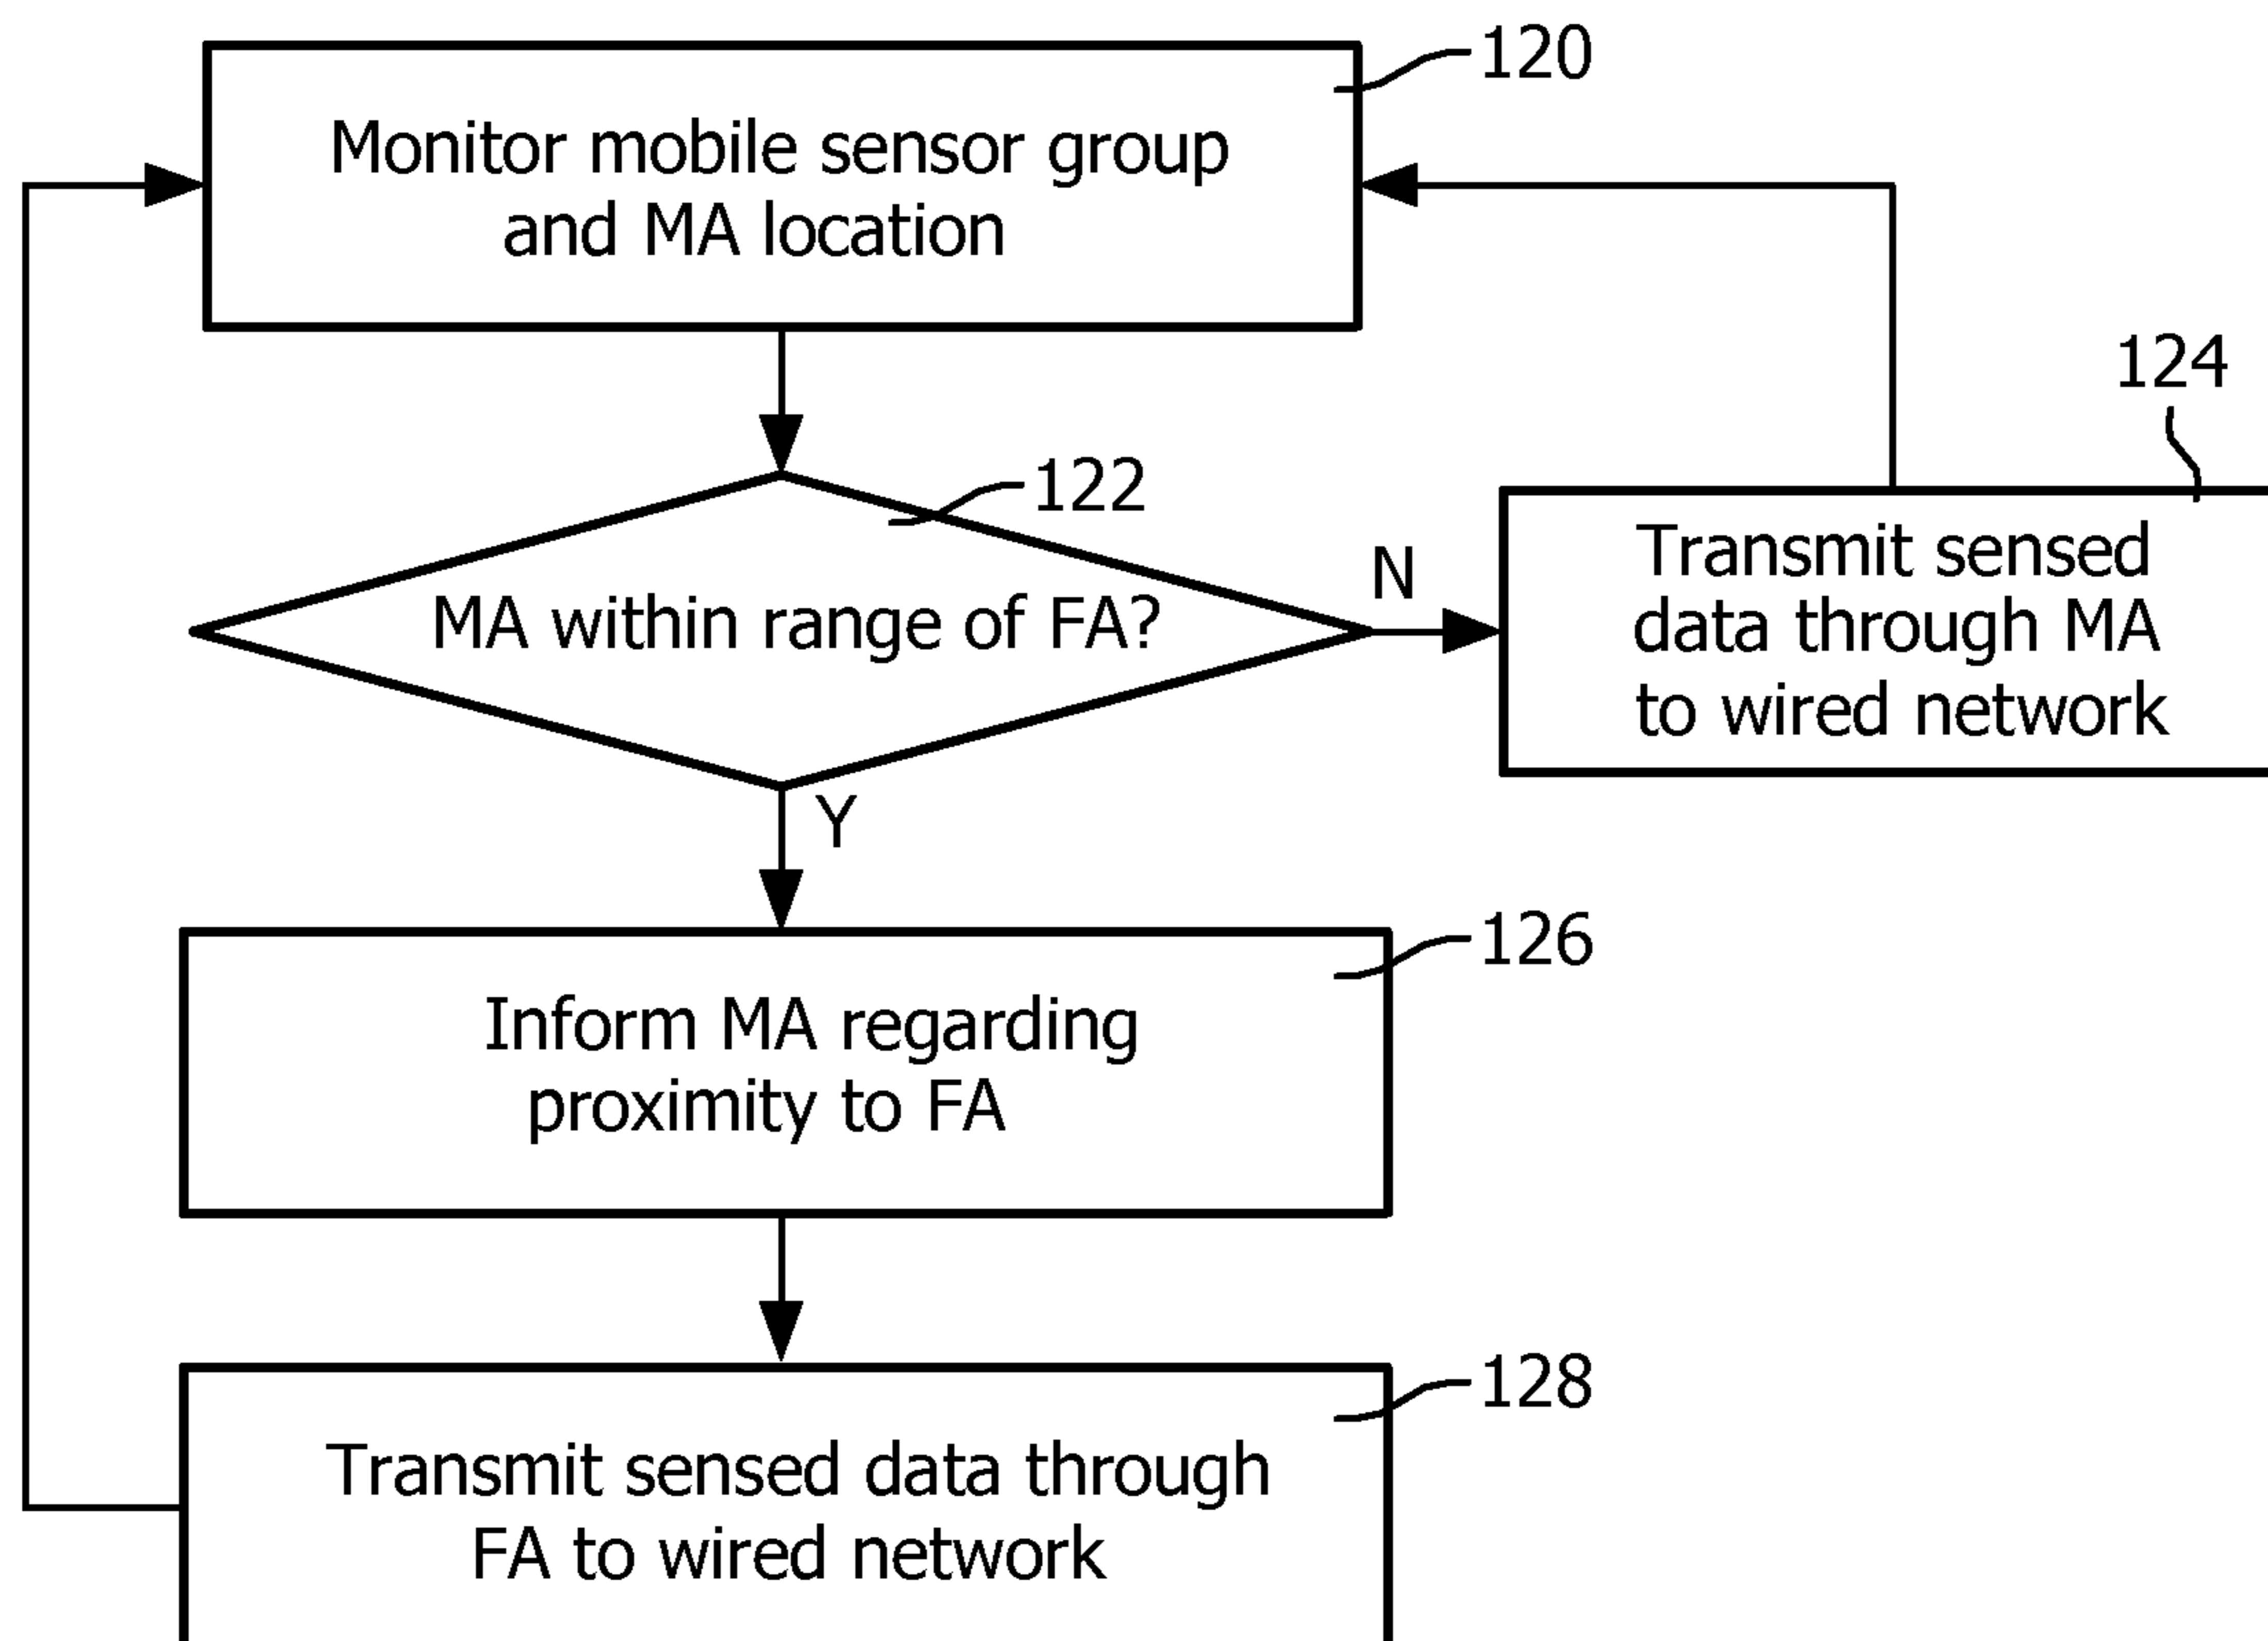 120
Monitor mobile sensor group
and MA location
122
MA within range of FA?
N
124
Transmit sensed
data through MA
to wired network
Y
126
Inform MA regarding
proximity to FA
128
Transmit sensed data through
FA to wired network